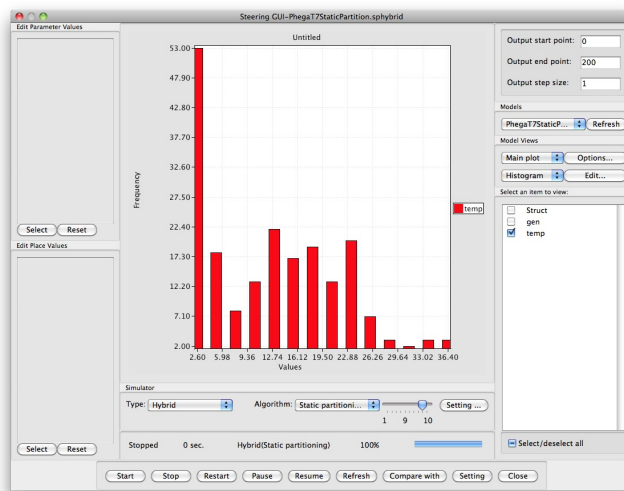 Steering GUI-PhegaT7StaticPartition.sphybrid
Edit Parameter Values
Select Reset
Edit Place Values
Select Reset
Untitled
Frequency
53.00
47.90
42.80
37.70
32.60
27.50
22.40
17.30
12.20
7.10
2.00
2.60 5.98 9.36 12.74 16.12 19.50 22.88 26.26 29.64 33.02 36.40
Values
temp
Simulator
Type: Hybrid Algorithm: Static partitioni... Setting ...
1 9 10
Stopped 0 sec. Hybrid(Static partitioning) 100%
Output start point: 0
Output end point: 200
Output step size: 1
Models
PhegaT7StaticP... Refresh
Model Views
Main plot Options...
Histogram Edit...
Select an item to view:
Struct
gen
temp
Select/deselect all
Start Stop Restart Pause Resume Refresh Compare with Setting Close